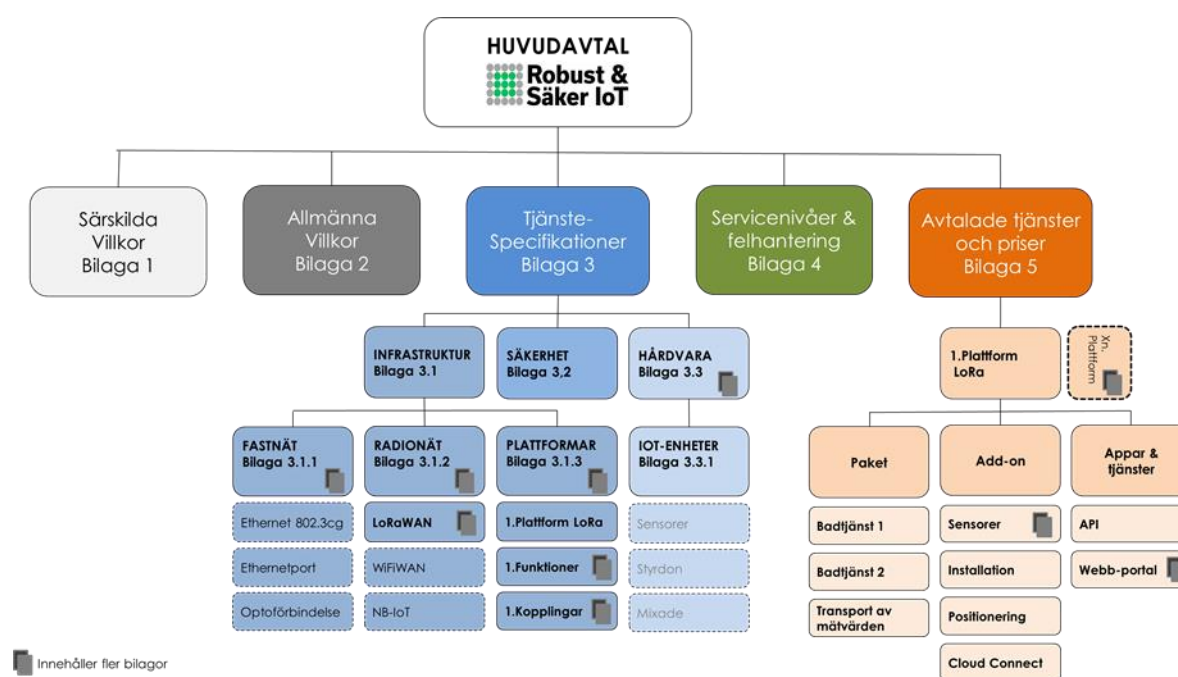 HUVUDAVTAL
Robust &
Säker IoT
Särskilda
Villkor
Bilaga 1
Allmänna
Villkor
Bilaga 2
Tjänste-
Specifikationer
Bilaga 3
Servicenivåer &
felhantering
Bilaga 4
Avtalade tjänster
och priser
Bilaga 5
INFRASTRUKTUR
Bilaga 3.1
SÄKERHET
Bilaga 3,2
HÅRDVARA
Bilaga 3.3
1.Plattform
LoRa
Xn.
Plattform
FASTNÄT
Bilaga 3.1.1
RADIONÄT
Bilaga 3.1.2
PLATTFORMAR
Bilaga 3.1.3
IOT-ENHETER
Bilaga 3.3.1
Paket
Add-on
Appar &
tjänster
Ethernet 802.3cg
LoRaWAN
1.Plattform LoRa
Sensorer
Badtjänst 1
Sensorer
API
Ethernetport
WiFiWAN
1.Funktioner
Styrdon
Badtjänst 2
Installation
Webb-portal
Optoförbindelse
NB-IoT
1.Kopplingar
Mixade
Transport av
mätvärden
Positionering
Cloud Connect
Innehåller fler bilagor